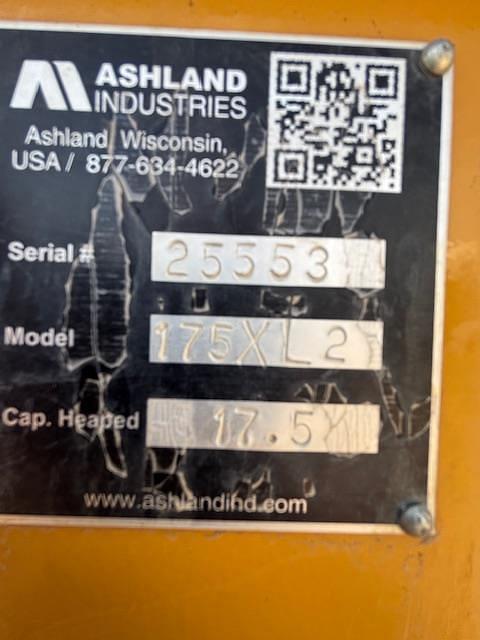 ASHLAND
INDUSTRIES
Ashland, Wisconsin,
USA / 877-634-4622
Serial # 25553
Model 175XL2
Cap. Heaped 17.5
www.ashlandind.com